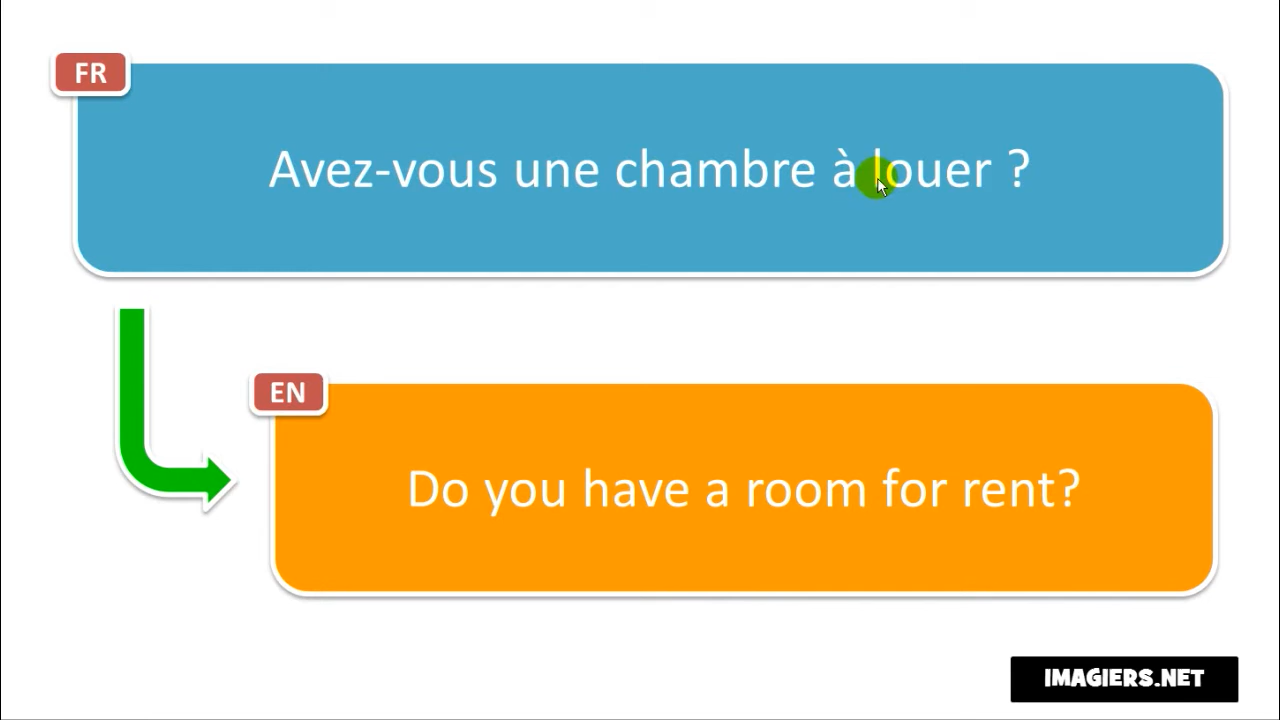 FR
Avez-vous une chambre à louer ?
EN
Do you have a room for rent?
IMAGIERS.NET